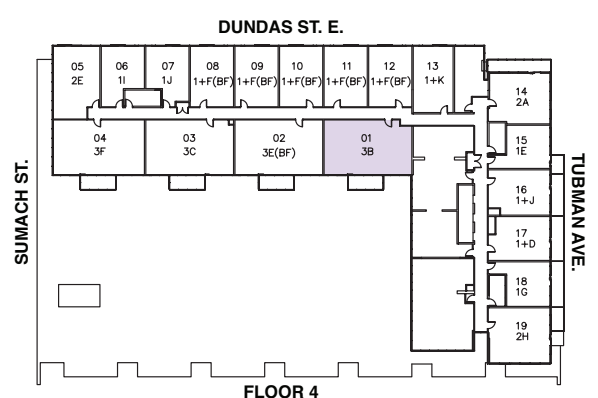 DUNDAS ST. E.
05
2E
06
1I
07
1J
08
1+F(BF)
09
1+F(BF)
10
1+F(BF)
11
1+F(BF)
12
1+F(BF)
13
1+K
14
2A
04
3F
03
3C
02
3E(BF)
01
3B
15
1E
16
1+J
17
1+D
18
1G
19
2H
SUMACH ST.
TUBMAN AVE.
FLOOR 4